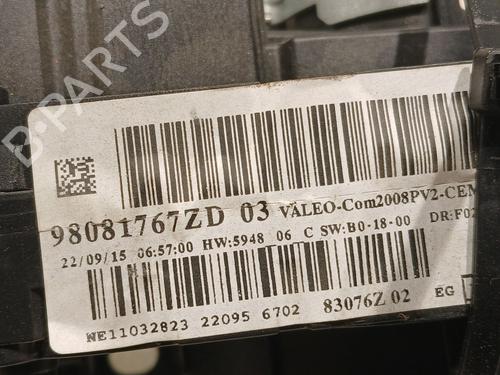 B-PARTS
98081767ZD 03 VALEO-Com2008PV2-CEM
22/09/15 06:57:00 HW:5948 06 C SW:B0-18-00 DR:F02
NE11032823 22095 6702 83076Z 02 EG